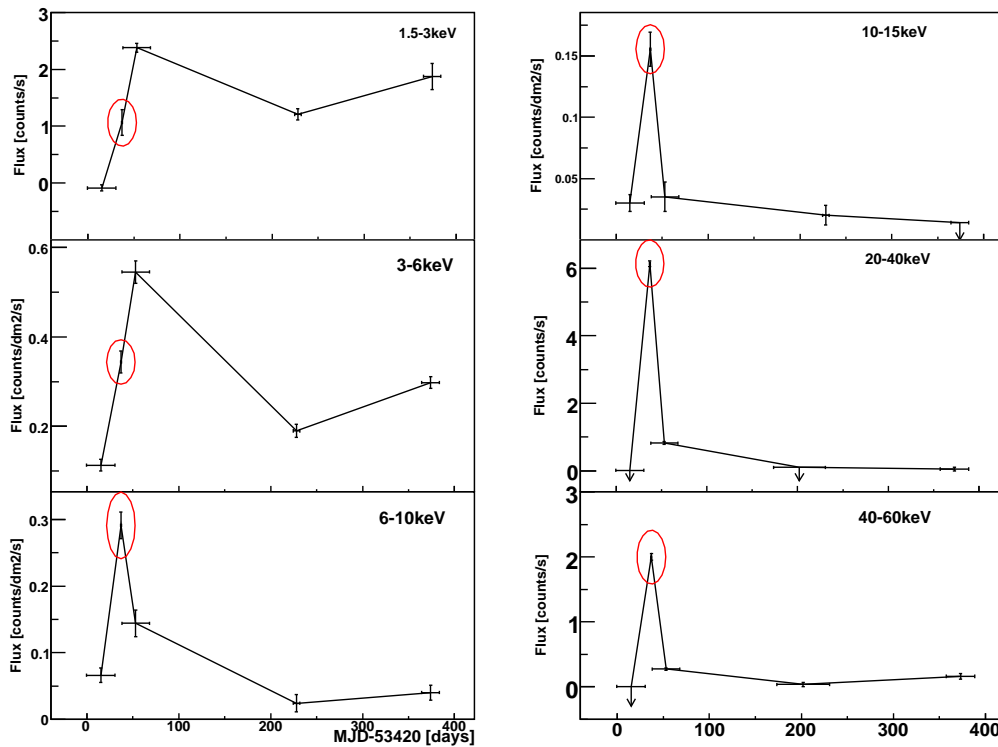 3
2
1
0
Flux [counts/s]
1.5-3keV
0.6
0.4
0.2
Flux [counts/dm2/s]
3-6keV
0.3
0.2
0.1
0
Flux [counts/dm2/s]
6-10keV
0 100 200 300 400
MJD-53420 [days]
0.15
0.1
0.05
Flux [counts/dm2/s]
10-15keV
6
4
2
0
Flux [counts/s]
20-40keV
3
2
1
0
Flux [counts/s]
40-60keV
0 100 200 300 400